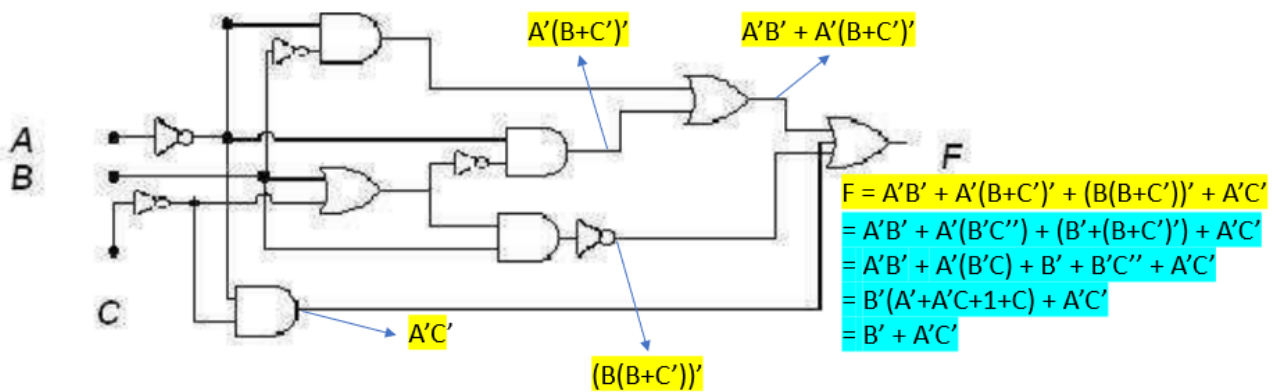 A’(B+C’)’
A’B’ + A’(B+C’)’
A
B
F
F = A’B’ + A’(B+C’)’ + (B(B+C’))’ + A’C’
= A’B’ + A’(B’C’’) + (B’+(B+C’)’) + A’C’
= A’B’ + A’(B’C) + B’ + B’C’’ + A’C’
= B’(A’+A’C+1+C) + A’C’
= B’ + A’C’
C
A’C’
(B(B+C’))’